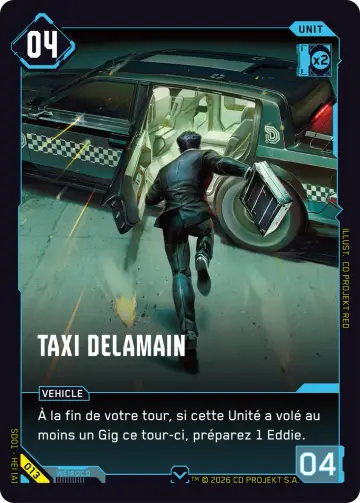 04
UNIT
x2
ILLUST. CD PROJEKT RED
TAXI DELAMAIN
VEHICLE
À la fin de votre tour, si cette Unité a volé au
moins un Gig ce tour-ci, préparez 1 Eddie.
04
013
™ © 2026 CD PROJEKT S.A.